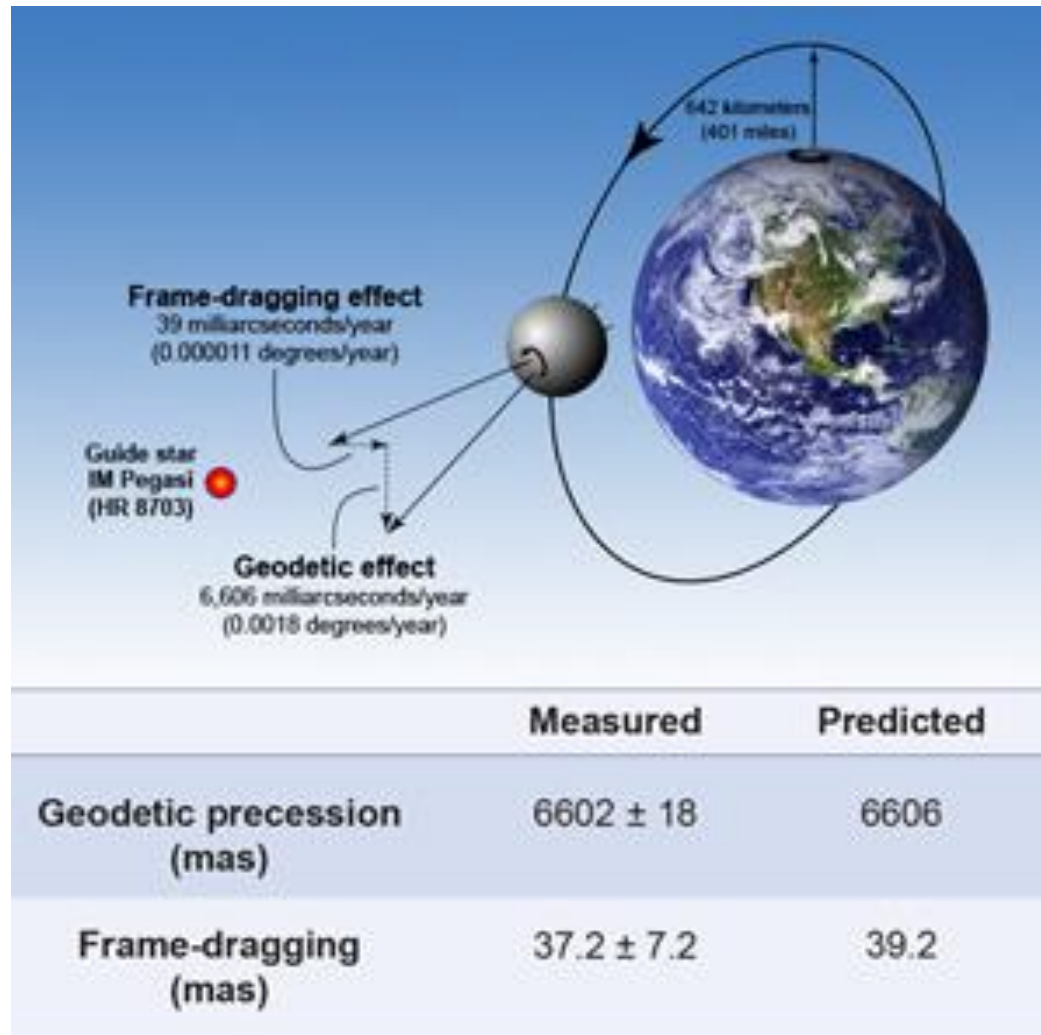 642 kilometers
(401 miles)
Frame-dragging effect
39 milliarcseconds/year
(0.000011 degrees/year)
Guide star
IM Pegasi
(HR 8703)
Geodetic effect
6,606 milliarcseconds/year
(0.0018 degrees/year)
Measured Predicted
Geodetic precession
(mas)
6602 ± 18 6606
Frame-dragging
(mas)
37.2 ± 7.2 39.2